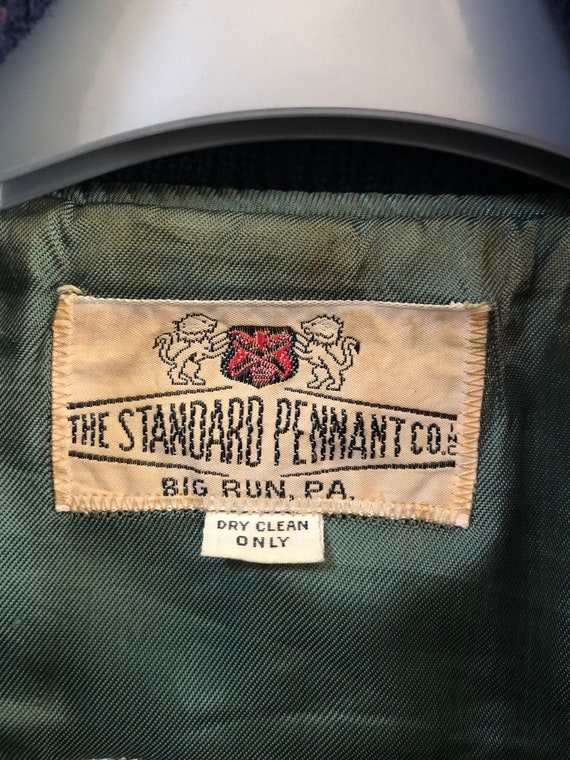 THE STANDARD PENNANT CO. INC
BIG RUN, PA.
DRY CLEAN
ONLY